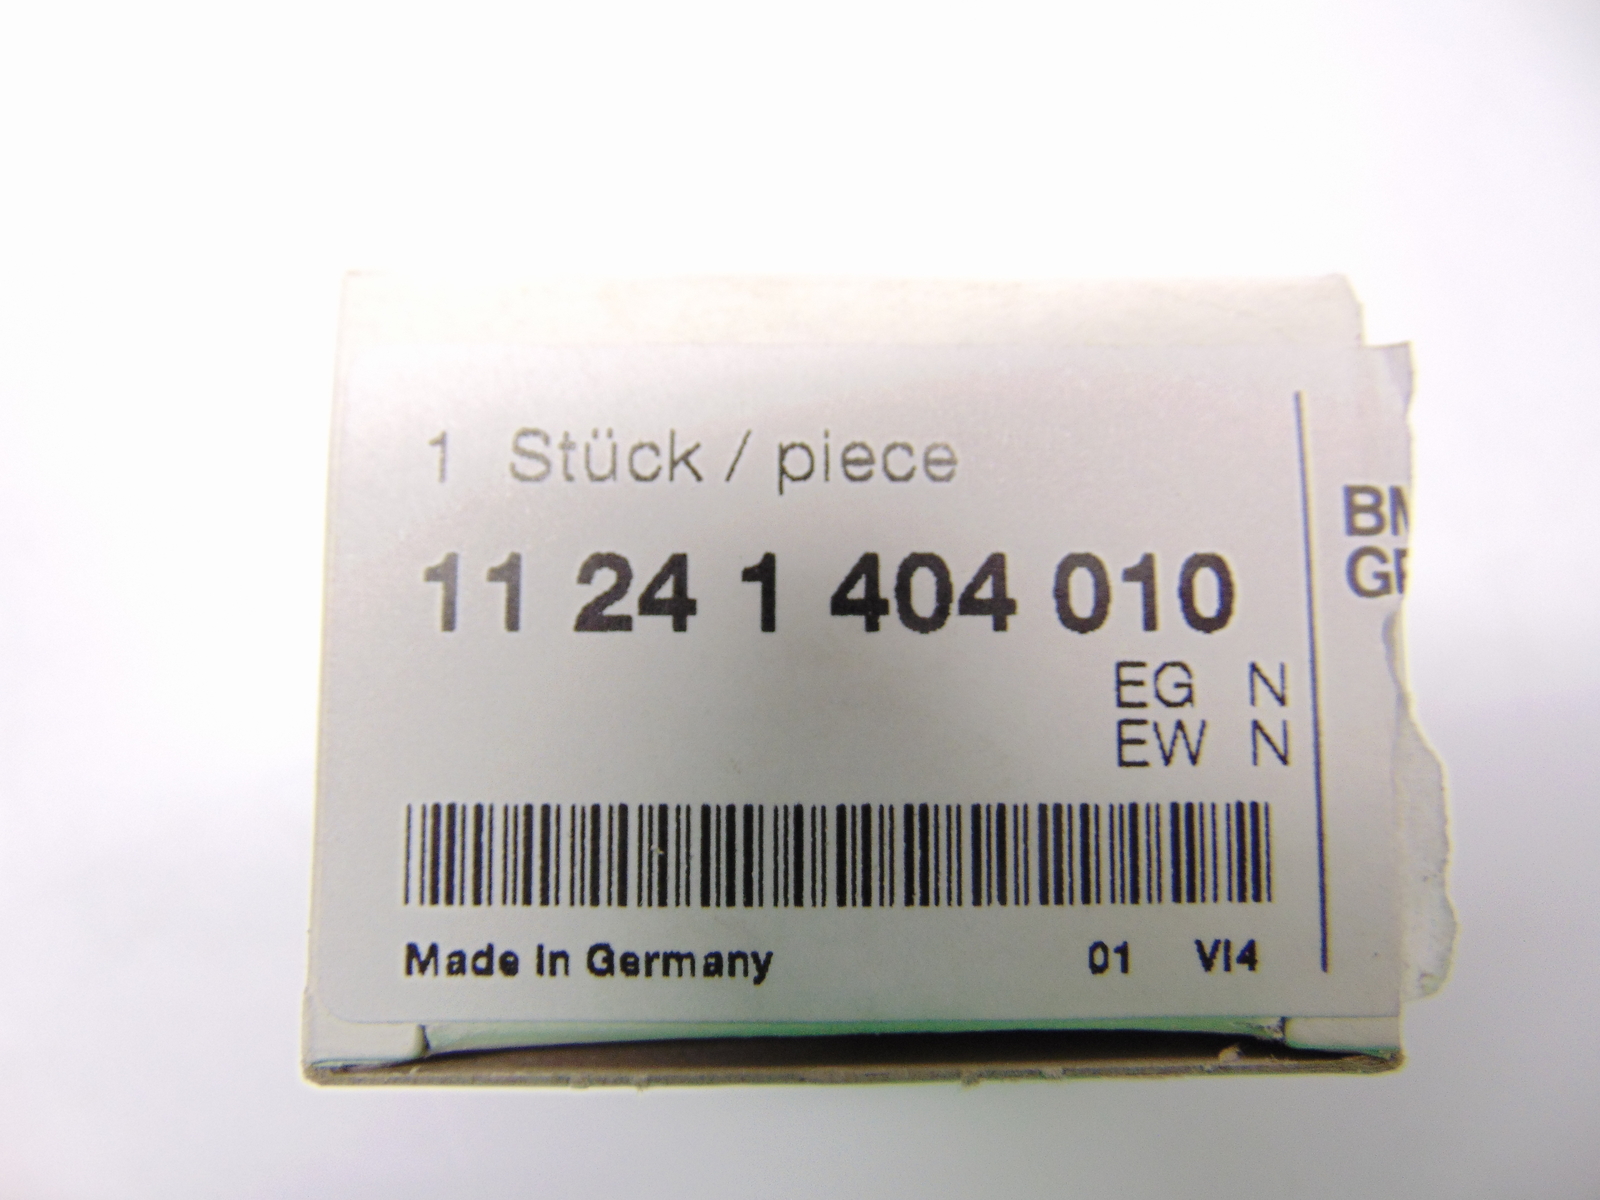 1 Stück / piece
11 24 1 404 010
EG N
EW N
Made in Germany 01 VI4